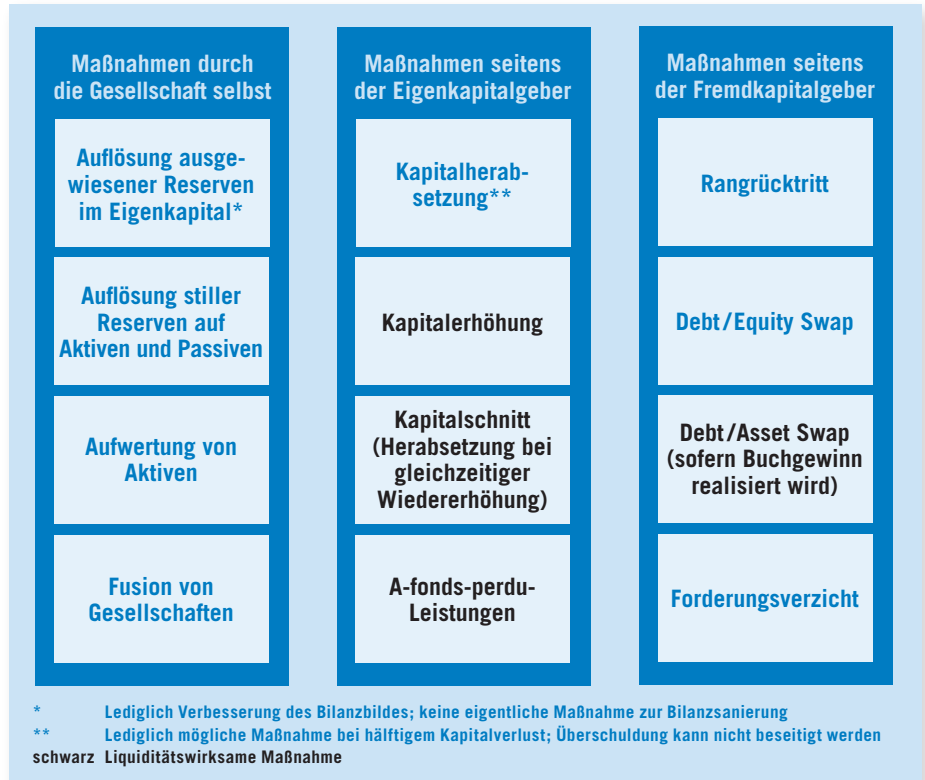 Maßnahmen durch
die Gesellschaft selbst
Auflösung ausge-
wiesener Reserven
im Eigenkapital*
Auflösung stiller
Reserven auf
Aktiven und Passiven
Aufwertung von
Aktiven
Fusion von
Gesellschaften
Maßnahmen seitens
der Eigenkapitalgeber
Kapitalherab-
setzung**
Kapitalerhöhung
Kapitalschnitt
(Herabsetzung bei
gleichzeitiger
Wiedererhöhung)
A-fonds-perdu-
Leistungen
Maßnahmen seitens
der Fremdkapitalgeber
Rangrücktritt
Debt/Equity Swap
Debt/Asset Swap
(sofern Buchgewinn
realisiert wird)
Forderungsverzicht
* Lediglich Verbesserung des Bilanzbildes; keine eigentliche Maßnahme zur Bilanzsanierung
** Lediglich mögliche Maßnahme bei hälftigem Kapitalverlust; Überschuldung kann nicht beseitigt werden
schwarz Liquiditätswirksame Maßnahme